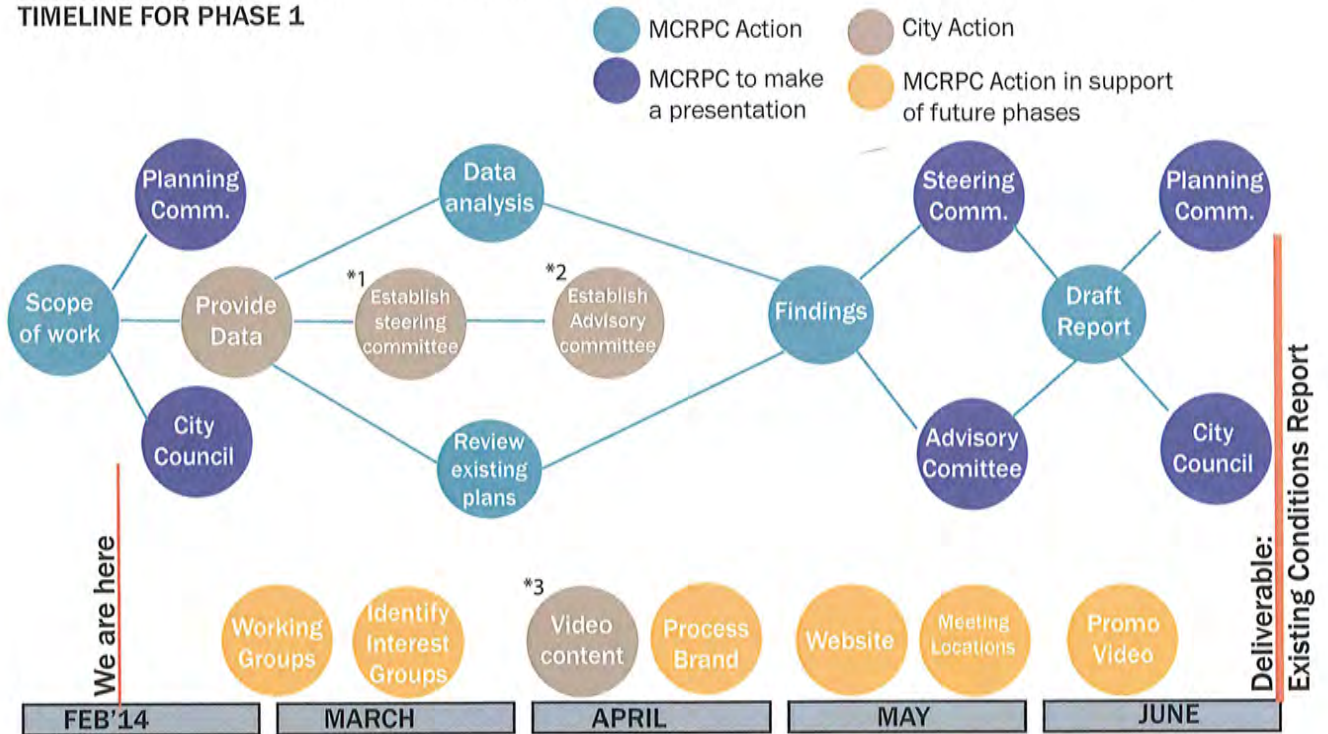 TIMELINE FOR PHASE 1
MCRPC Action
City Action
MCRPC to make
a presentation
MCRPC Action in support
of future phases
Planning
Comm.
Data
analysis
Steering
Comm.
Planning
Comm.
Scope
of work
Provide
Data
*1
Establish
steering
committee
*2
Establish
Advisory
committee
Findings
Draft
Report
City
Council
Review
existing
plans
Advisory
Comittee
City
Council
We are here
Working
Groups
Identify
Interest
Groups
*3
Video
content
Process
Brand
Website
Meeting
Locations
Promo
Video
Deliverable:
Existing Conditions Report
FEB'14
MARCH
APRIL
MAY
JUNE